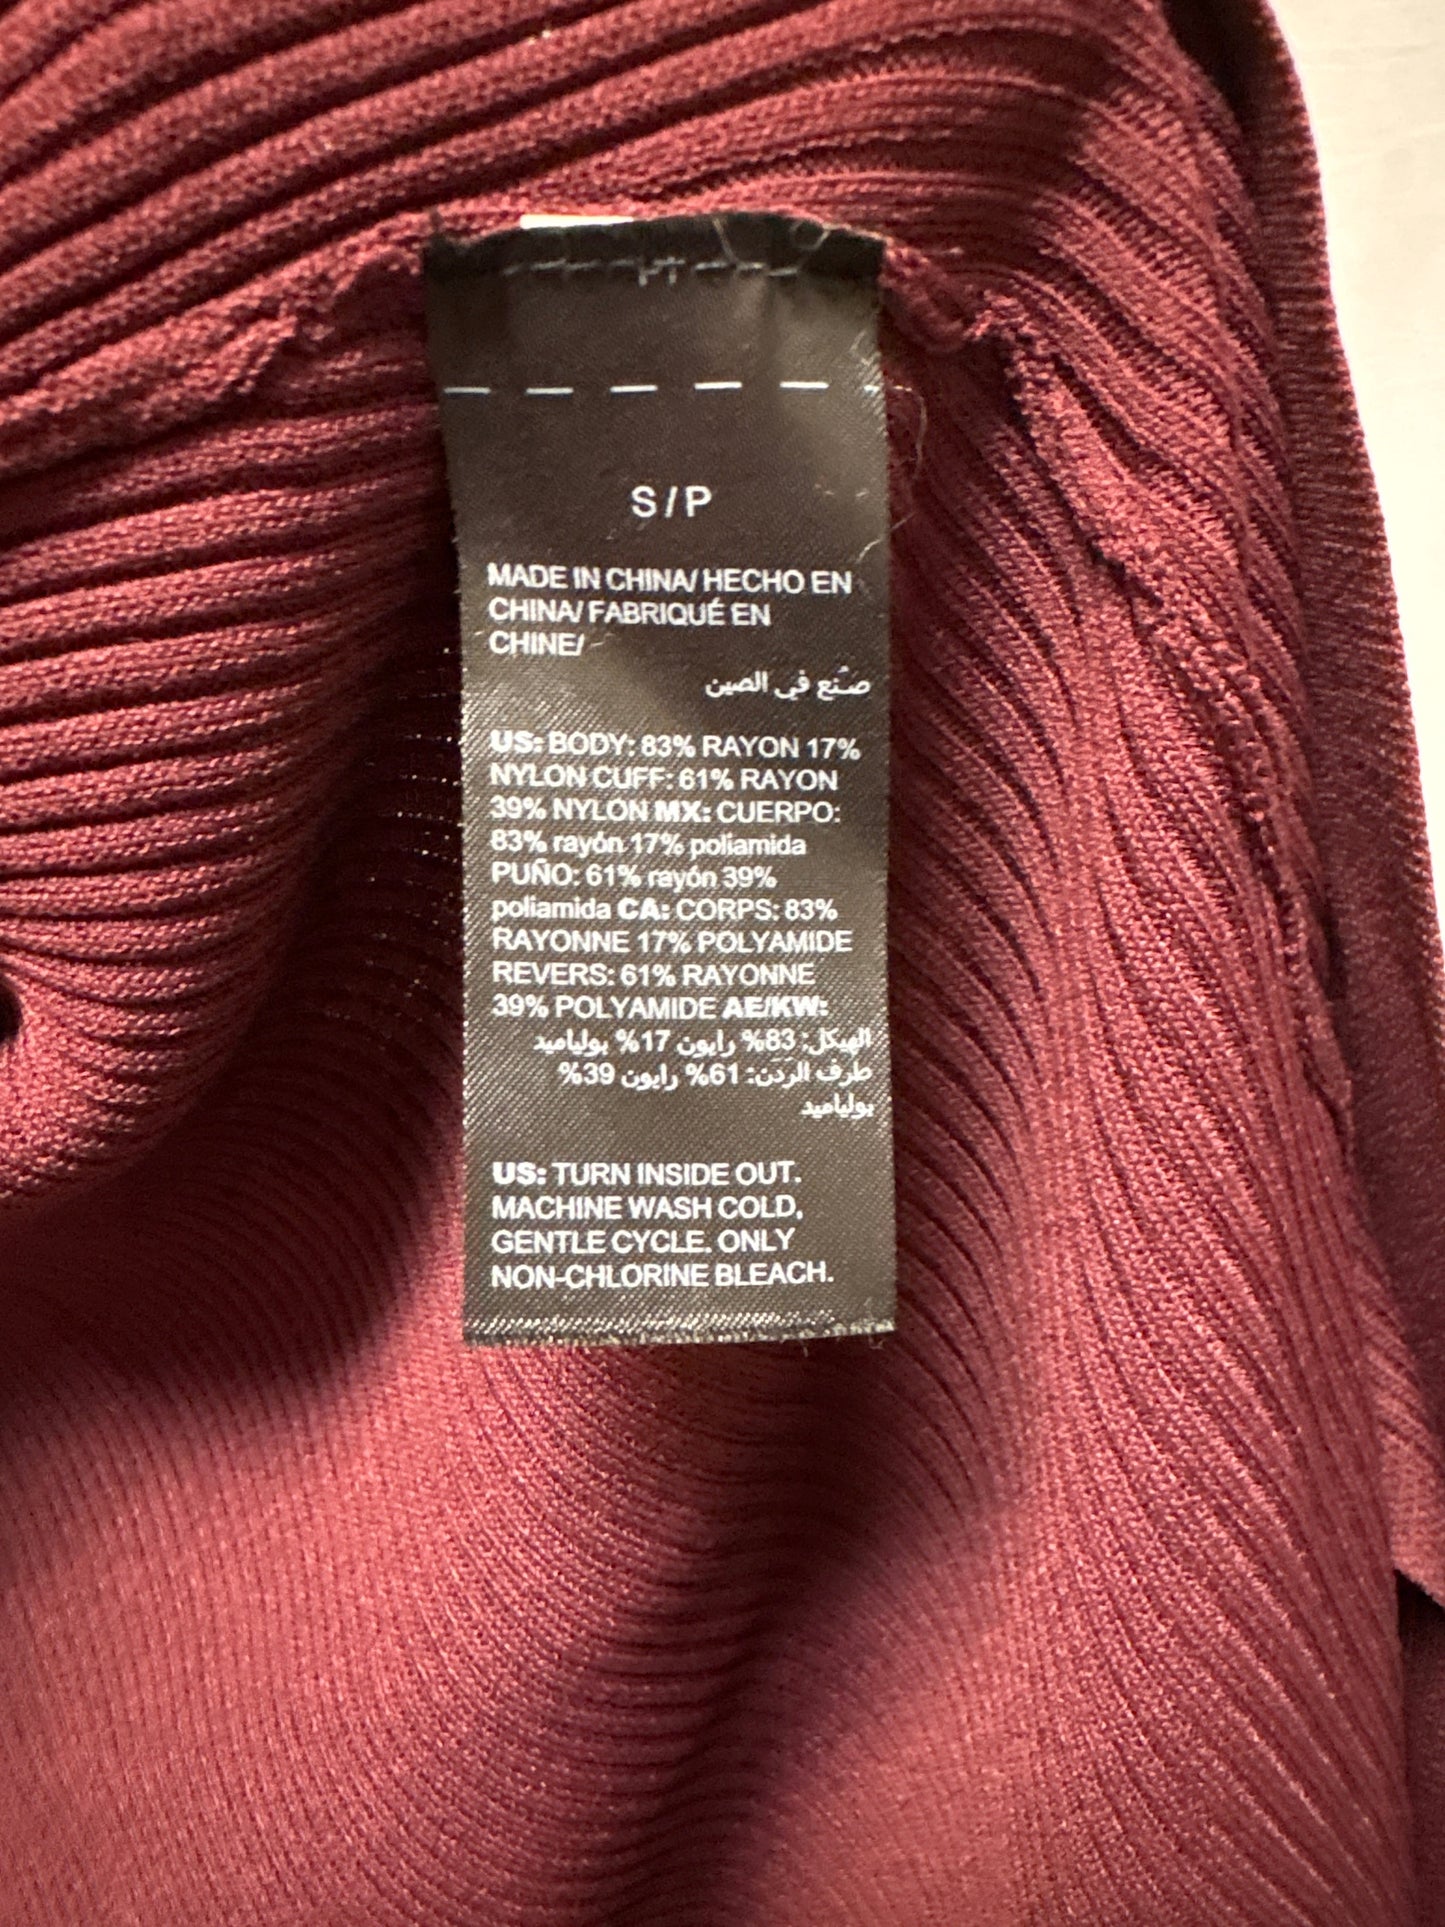 S/P
MADE IN CHINA/ HECHO EN
CHINA/ FABRIQUÉ EN
CHINE/
صُنع في الصين
US: BODY: 83% RAYON 17%
NYLON CUFF: 61% RAYON
39% NYLON MX: CUERPO:
83% rayón 17% poliamida
PUÑO: 61% rayón 39%
poliamida CA: CORPS: 83%
RAYONNE 17% POLYAMIDE
REVERS: 61% RAYONNE
39% POLYAMIDE AE/KW:
الهيكل: 83% رايون 17% بولياميد
طرف الردن: 61% رايون 39%
بولياميد
US: TURN INSIDE OUT.
MACHINE WASH COLD,
GENTLE CYCLE. ONLY
NON-CHLORINE BLEACH.